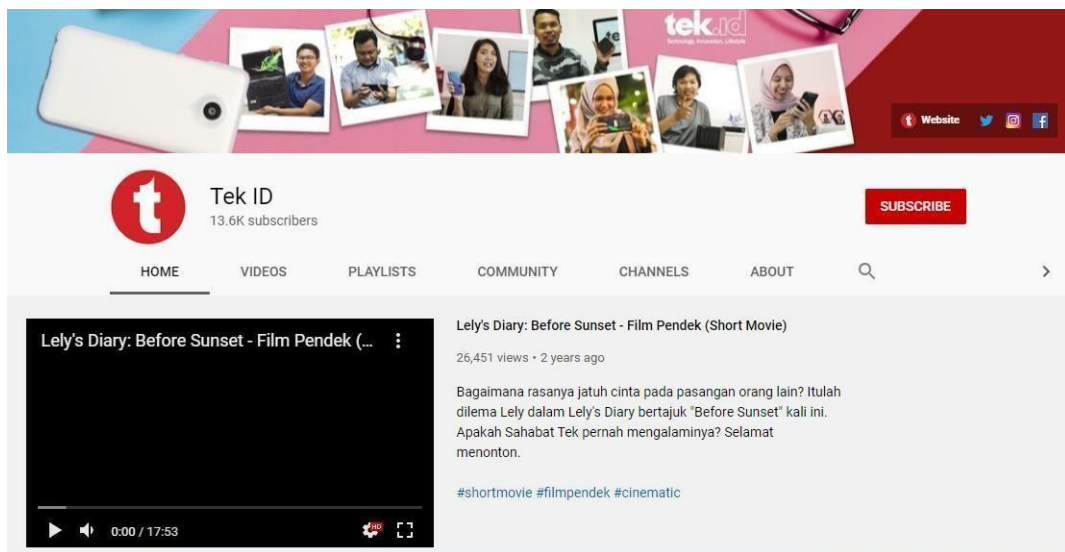 tek.id
Technology, Innovation, Lifestyle
Website
t
Tek ID
13.6K subscribers
SUBSCRIBE
HOME VIDEOS PLAYLISTS COMMUNITY CHANNELS ABOUT
Lely's Diary: Before Sunset - Film Pendek (...
0:00 / 17:53
HD
Lely's Diary: Before Sunset - Film Pendek (Short Movie)
26,451 views • 2 years ago
Bagaimana rasanya jatuh cinta pada pasangan orang lain? Itulah
dilema Lely dalam Lely's Diary bertajuk "Before Sunset" kali ini.
Apakah Sahabat Tek pernah mengalaminya? Selamat
menonton.
#shortmovie #filmpendek #cinematic